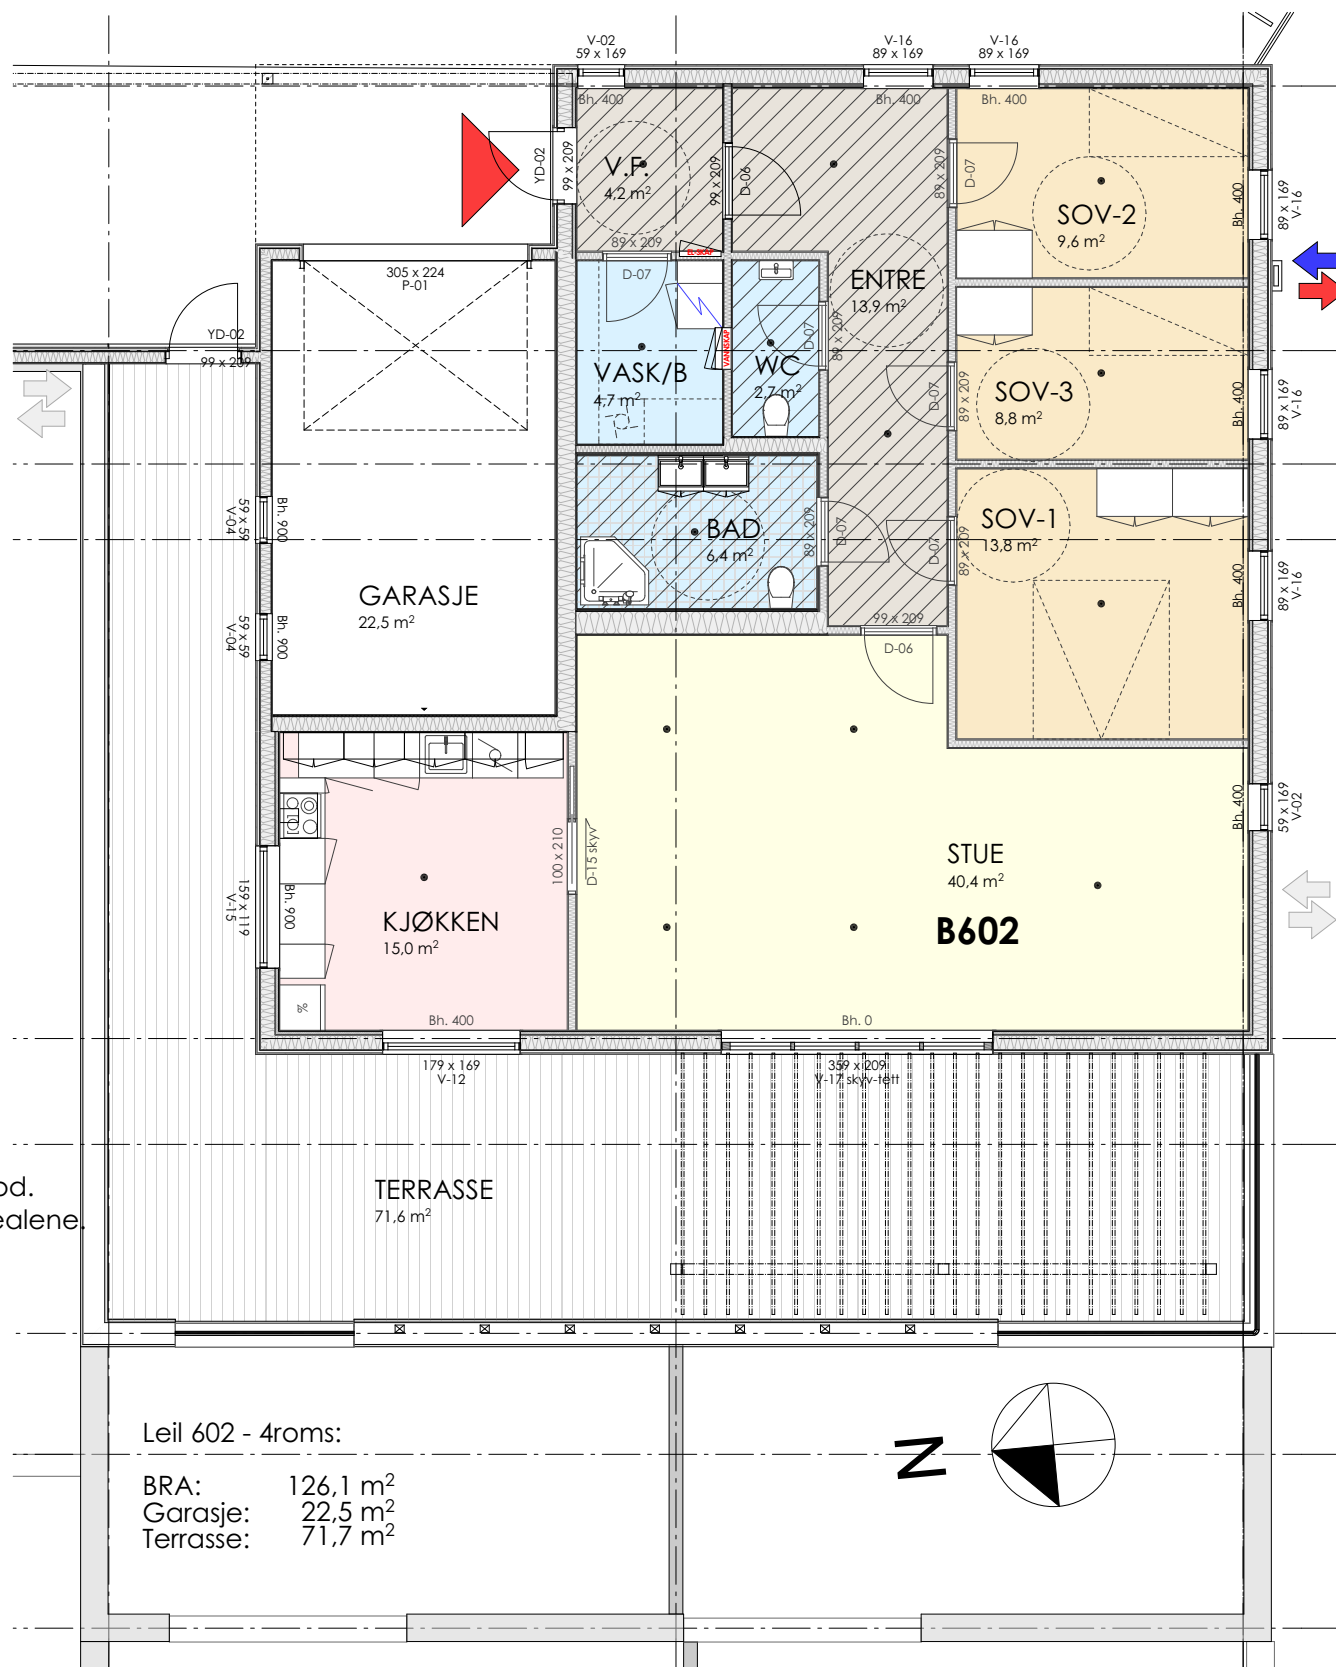 V-02
59 x 169
V-16
89 x 169
V-16
89 x 169
Bh. 400
Bh. 400
Bh. 400
YD-02
99 x 209
V.F.
4,2 m²
99 x 209
D-06
89 x 209
D-07
SOV-2
9,6 m²
Bh. 400
89 x 169
V-16
89 x 209
D-07
EL-SKAP
305 x 224
P-01
ENTRE
13,9 m²
YD-02
99 x 209
VANNSKAP
VASK/B
4,7 m²
WC
2,7 m²
D-07
89 x 209
D-07
89 x 209
SOV-3
8,8 m²
Bh. 400
89 x 169
V-16
59 x 59
V-04
Bh. 900
BAD
6,4 m²
89 x 209
D-07
D-07
89 x 209
SOV-1
13,8 m²
Bh. 400
89 x 169
V-16
GARASJE
22,5 m²
59 x 59
V-04
Bh. 900
99 x 209
D-06
Bh. 400
59 x 169
V-02
100 x 210
D-15 skyv
STUE
40,4 m²
B602
159 x 119
V-15
Bh. 900
KJØKKEN
15,0 m²
Bh. 400
Bh. 0
179 x 169
V-12
359 x 209
V-17 skyv-tett
TERRASSE
71,6 m²
od.
ealene.
Leil 602 - 4roms:
BRA: 126,1 m²
Garasje: 22,5 m²
Terrasse: 71,7 m²
N